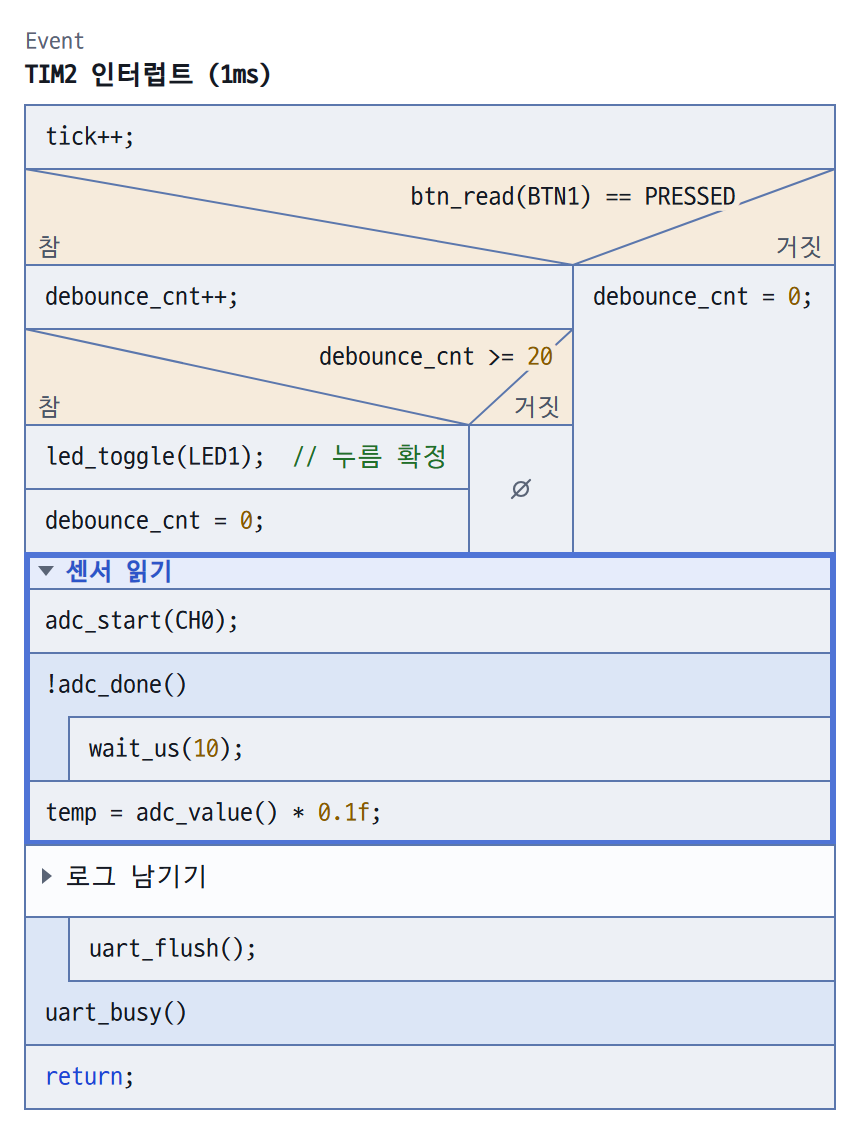 Event
TIM2 인터럽트 (1ms)
tick++;
btn_read(BTN1) == PRESSED
참
거짓
debounce_cnt++;
debounce_cnt = 0;
debounce_cnt >= 20
참
거짓
led_toggle(LED1);  // 누름 확정
∅
debounce_cnt = 0;
센서 읽기
adc_start(CH0);
!adc_done()
wait_us(10);
temp = adc_value() * 0.1f;
로그 남기기
uart_flush();
uart_busy()
return;